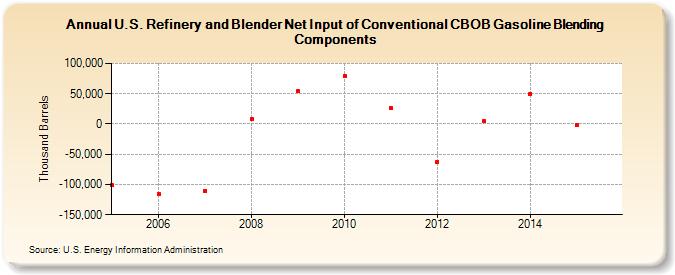 Annual U.S. Refinery and Blender Net Input of Conventional CBOB Gasoline Blending
Components
Thousand Barrels
100,000
50,000
0
-50,000
-100,000
-150,000
2006 2008 2010 2012 2014
Source: U.S. Energy Information Administration